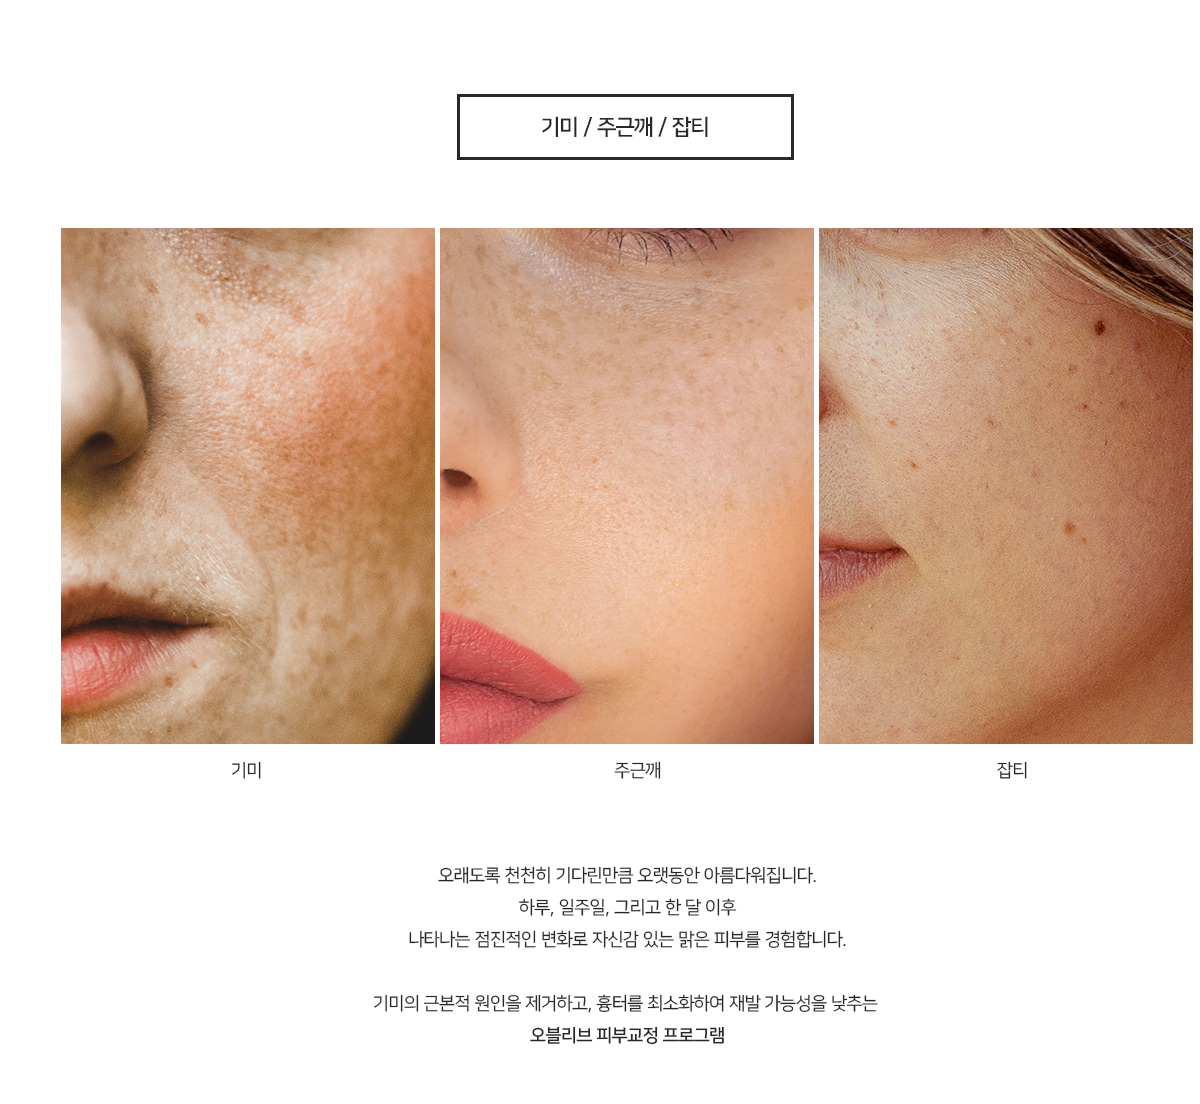 기미 / 주근깨 / 잡티
기미
주근깨
잡티
오래도록 천천히 기다린만큼 오랫동안 아름다워집니다.
하루, 일주일, 그리고 한 달 이후
나타나는 점진적인 변화로 자신감 있는 맑은 피부를 경험합니다.
기미의 근본적 원인을 제거하고, 흉터를 최소화하여 재발 가능성을 낮추는
오블리브 피부교정 프로그램